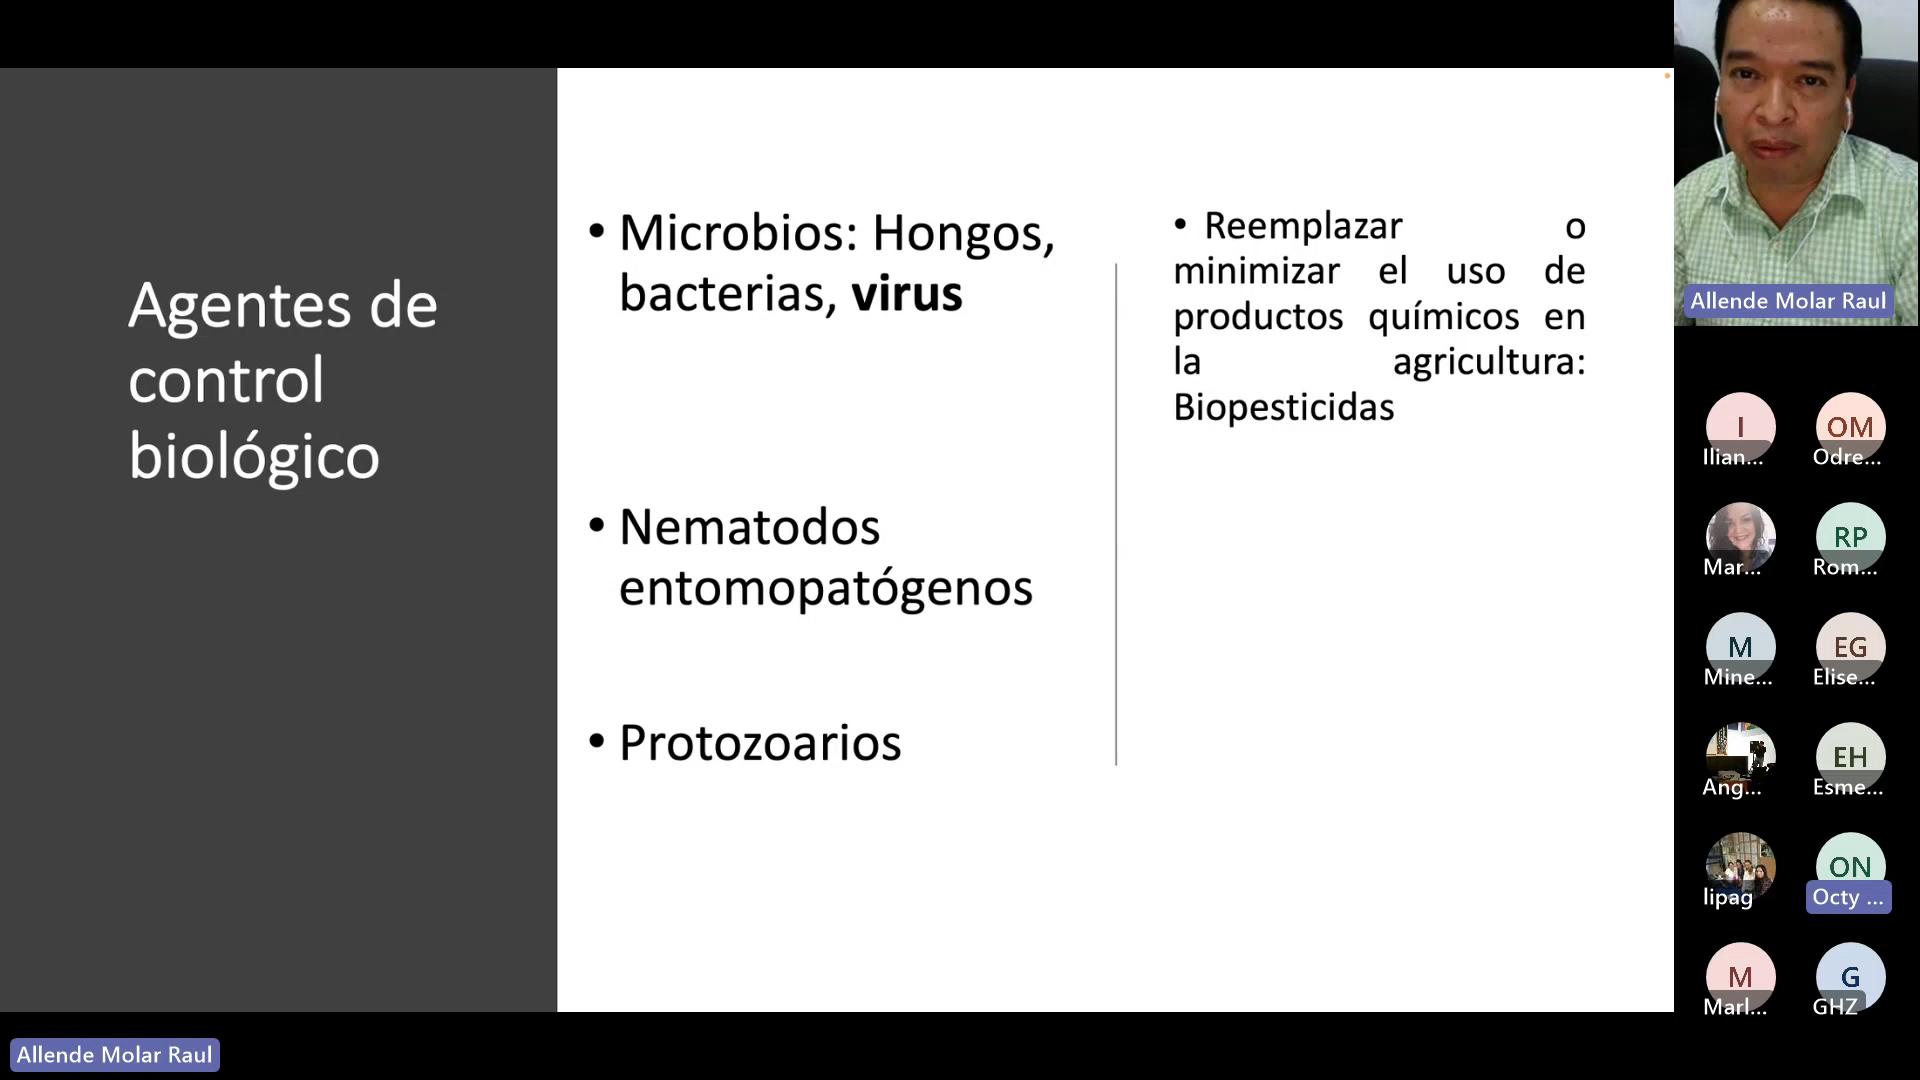 Agentes de
control
biológico
• Microbios: Hongos,
bacterias, virus
• Nematodos
entomopatógenos
• Protozoarios
• Reemplazar o
minimizar el uso de
productos químicos en
la agricultura:
Biopesticidas
Allende Molar Raul
I
Ilian...
OM
Odre...
Mar...
RP
Rom...
M
Mine...
EG
Elise...
Ang...
EH
Esme...
lipag
ON
Octy ...
M
Marl...
G
GHZ
Allende Molar Raul